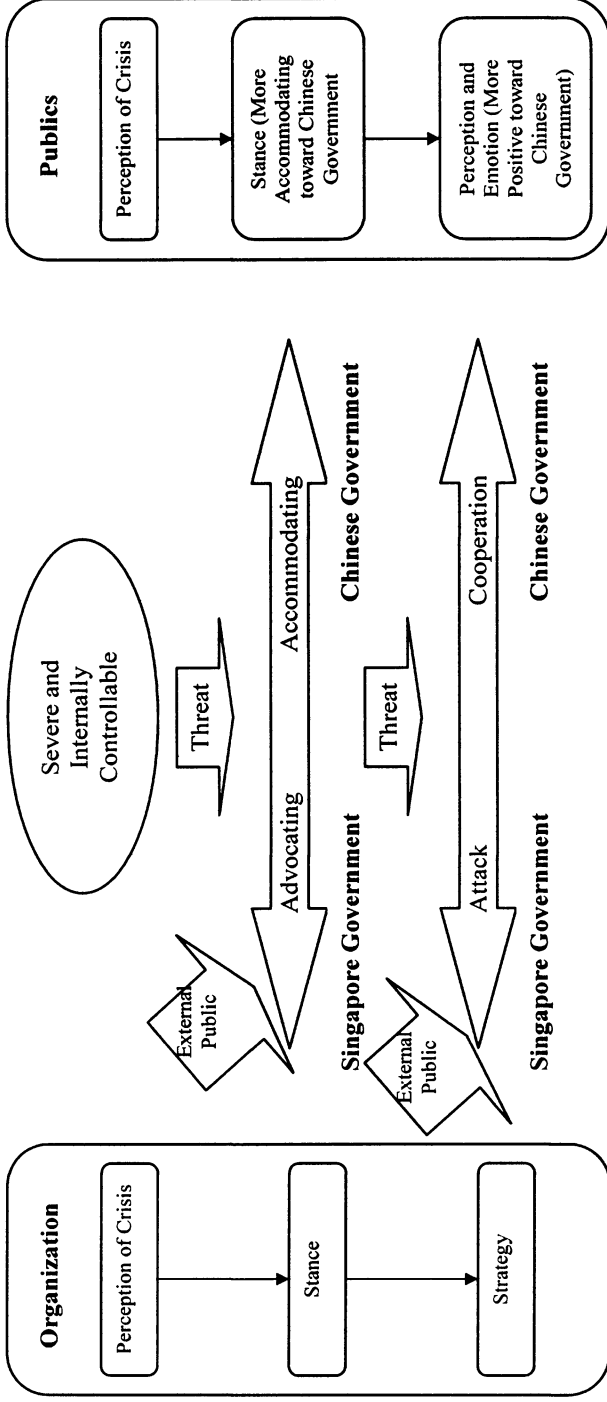 Organization
Perception of Crisis
Stance
Strategy
Severe and
Internally
Controllable
Threat
External
Public
Advocating
Accommodating
Singapore Government
Chinese Government
Threat
External
Public
Attack
Cooperation
Singapore Government
Chinese Government
Publics
Perception of Crisis
Stance (More
Accommodating
toward Chinese
Government
Perception and
Emotion (More
Positive toward
Chinese
Government)